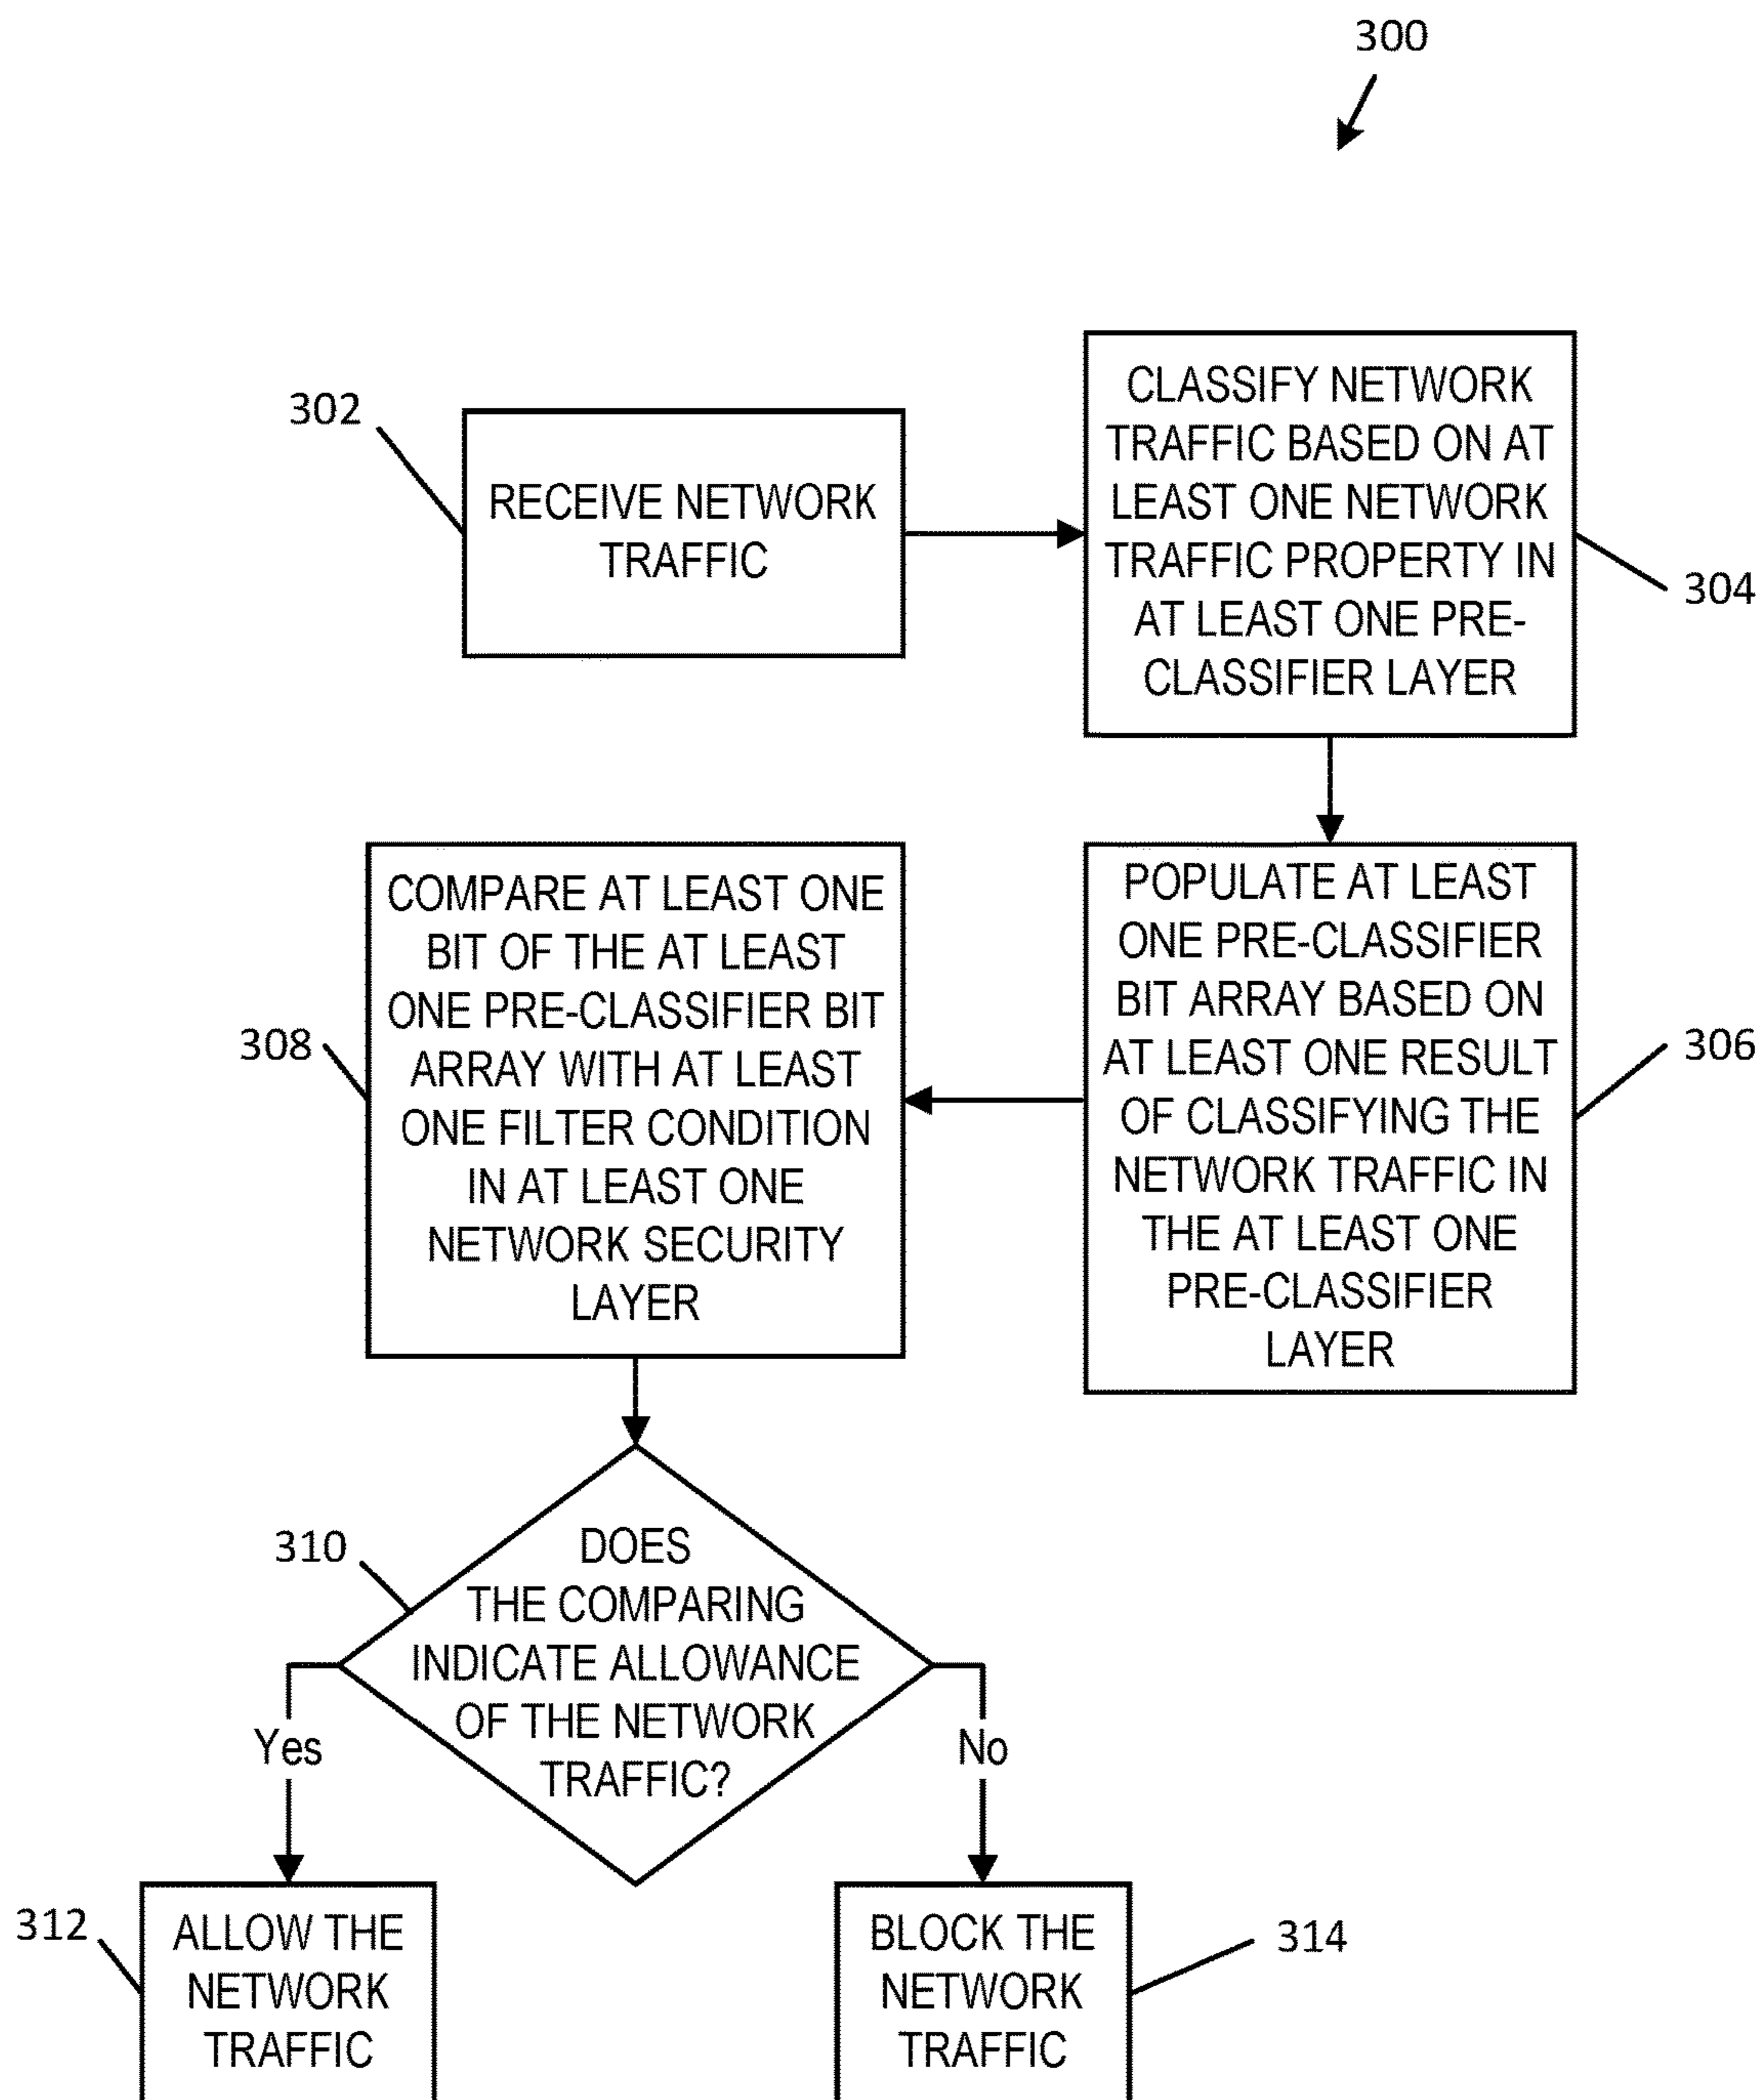 300
302
RECEIVE NETWORK
TRAFFIC
CLASSIFY NETWORK
TRAFFIC BASED ON AT
LEAST ONE NETWORK
TRAFFIC PROPERTY IN
AT LEAST ONE PRE-
CLASSIFIER LAYER
304
POPULATE AT LEAST
ONE PRE-CLASSIFIER
BIT ARRAY BASED ON
AT LEAST ONE RESULT
OF CLASSIFYING THE
NETWORK TRAFFIC IN
THE AT LEAST ONE
PRE-CLASSIFIER
LAYER
306
308
COMPARE AT LEAST ONE
BIT OF THE AT LEAST
ONE PRE-CLASSIFIER BIT
ARRAY WITH AT LEAST
ONE FILTER CONDITION
IN AT LEAST ONE
NETWORK SECURITY
LAYER
310
DOES
THE COMPARING
INDICATE ALLOWANCE
OF THE NETWORK
TRAFFIC?
Yes
No
312
ALLOW THE
NETWORK
TRAFFIC
BLOCK THE
NETWORK
TRAFFIC
314